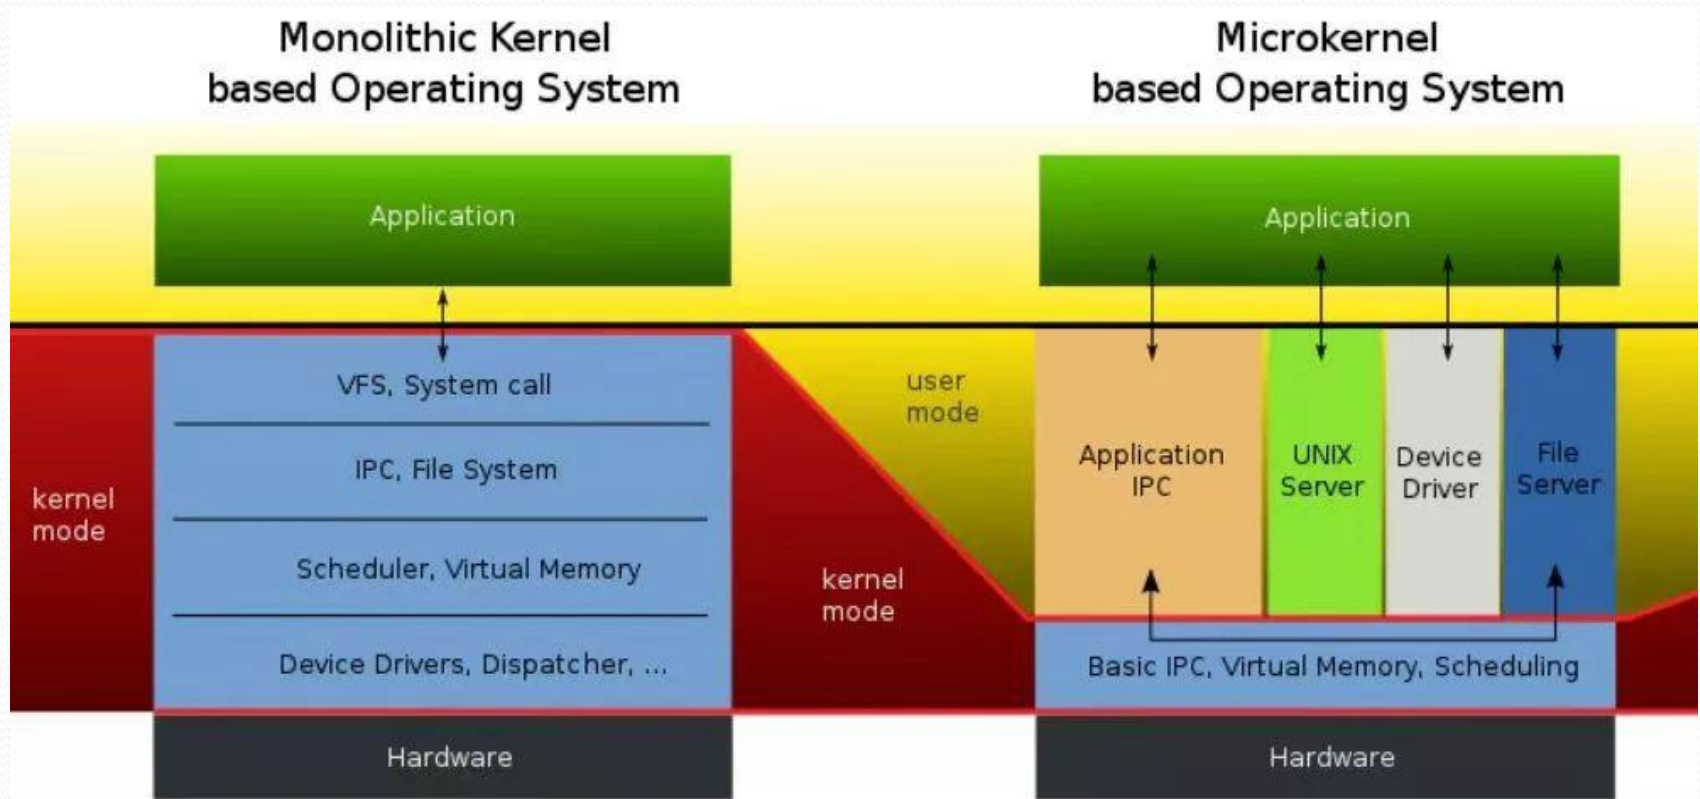 Monolithic Kernel
based Operating System
Application
VFS, System call
IPC, File System
kernel
mode
Scheduler, Virtual Memory
Device Drivers, Dispatcher, ...
Hardware
user
mode
kernel
mode
Microkernel
based Operating System
Application
Application
IPC
UNIX
Server
Device
Driver
File
Server
Basic IPC, Virtual Memory, Scheduling
Hardware